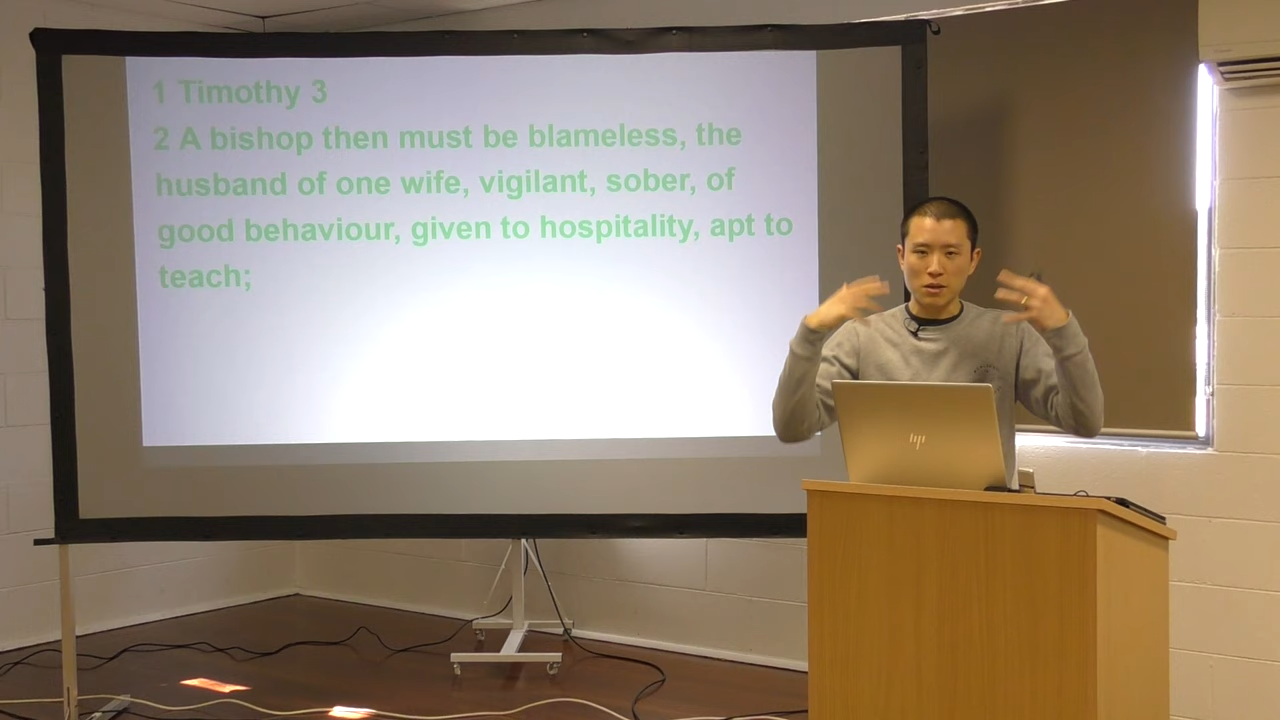 1 Timothy 3
2 A bishop then must be blameless, the
husband of one wife, vigilant, sober, of
good behaviour, given to hospitality, apt to
teach;
hp